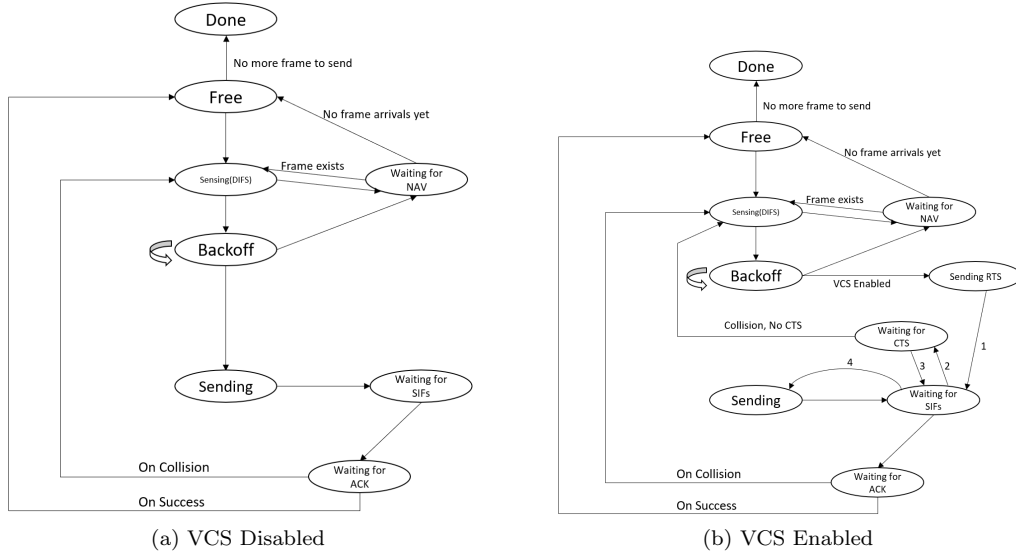 Done
No more frame to send
Free
No frame arrivals yet
Frame exists
Sensing(DIFS)
Waiting for
NAV
Backoff
Sending
Waiting for
SIFs
On Collision
Waiting for
ACK
On Success
(a) VCS Disabled
Done
No more frame to send
Free
No frame arrivals yet
Frame exists
Sensing(DIFS)
Waiting for
NAV
Backoff
VCS Enabled
Sending RTS
Collision, No CTS
Waiting for
CTS
1
3
2
4
Sending
Waiting for
SIFs
On Collision
Waiting for
ACK
On Success
(b) VCS Enabled